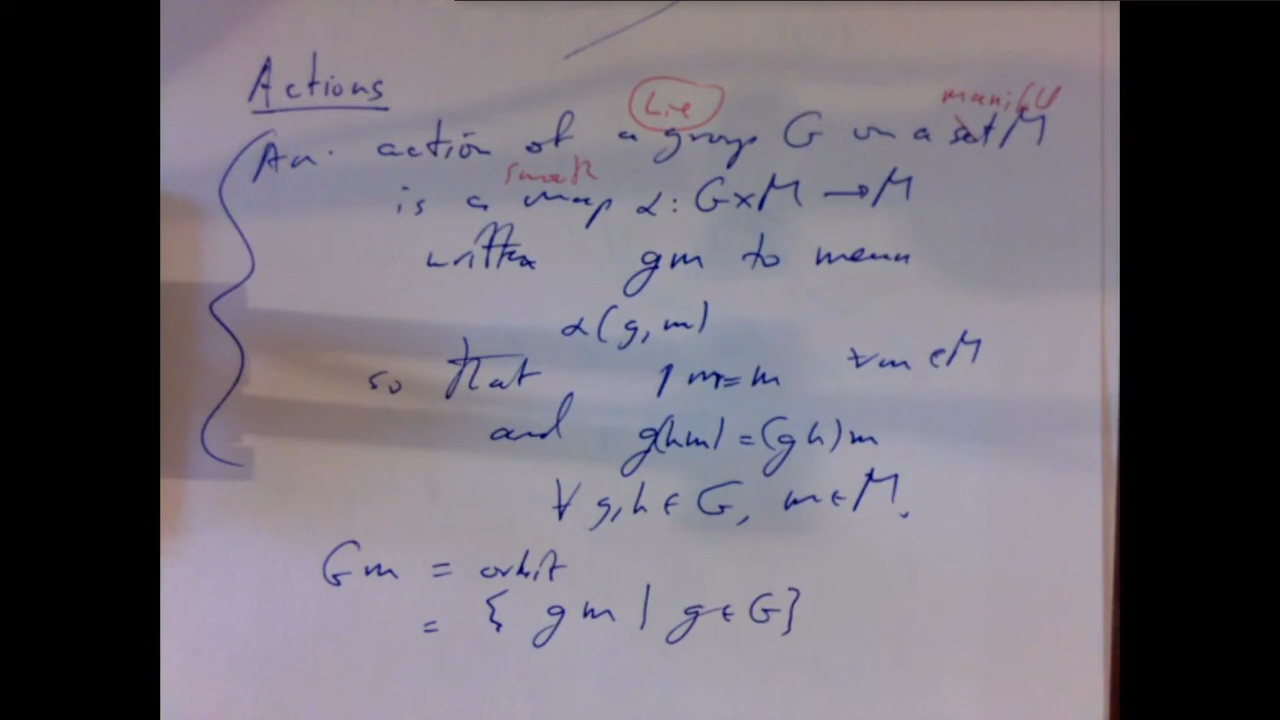 Actions
Lie manifld
An action of a group G on a set M
smooth
is a map α: G×M → M
written gm to mean
α(g,m)
so that 1m=m ∀m∈M
and g(hm) = (gh)m
∀ g,h ∈ G, m∈M.
Gm = orbit
= { gm | g∈G}